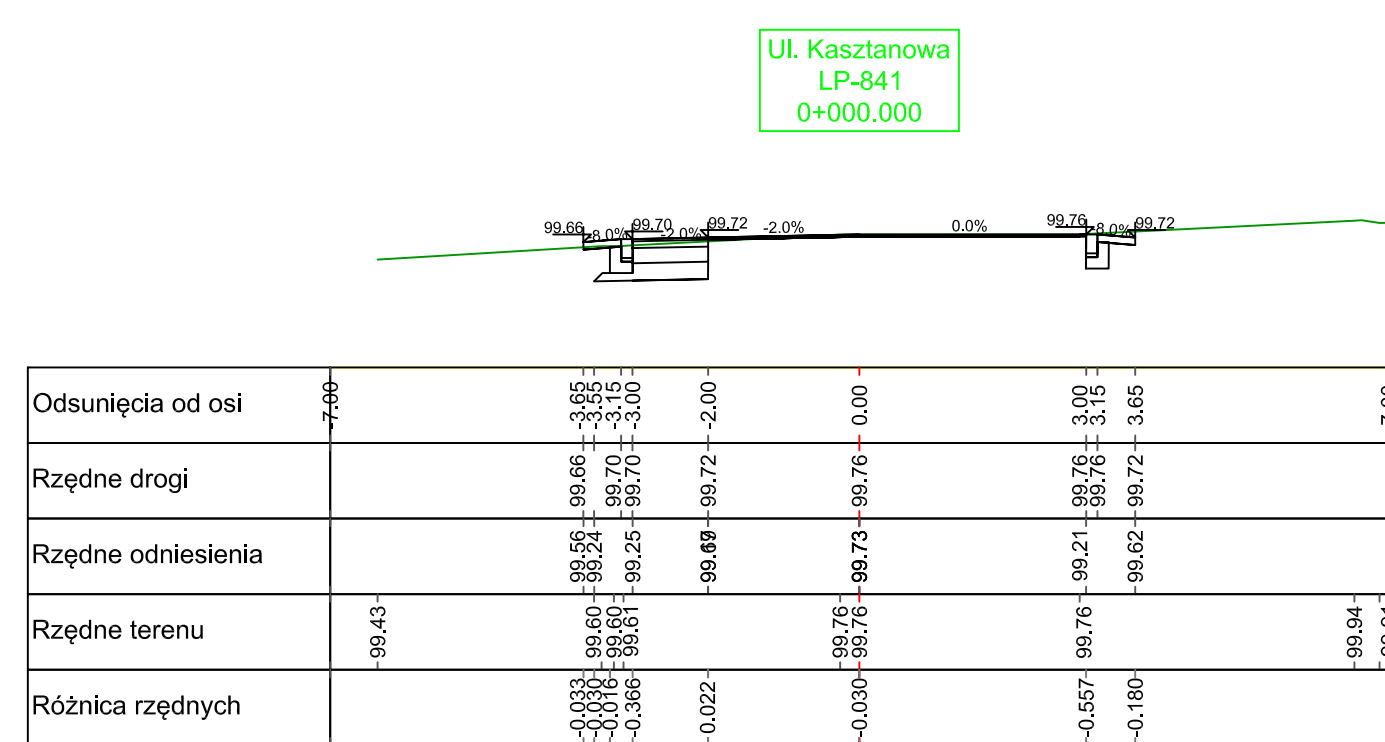 Ul. Kasztanowa
LP-841
0+000.000
99.66 -8.0% 99.70 -2.0% 99.72 -2.0% 0.0% 99.76 -8.0% 99.72
Odsunięcia od osi -7.00 -3.65 -3.55 -3.15 -3.00 -2.00 0.00 3.00 3.15 3.65
Rzędne drogi 99.66 99.70 99.70 99.72 99.76 99.76 99.76 99.72
Rzędne odniesienia 99.56 99.24 99.25 99.73 99.21 99.62
Rzędne terenu 99.43 99.60 99.60 99.61 99.76 99.76 99.76 99.94
Różnica rzędnych -0.033 -0.030 -0.016 -0.366 -0.022 -0.030 -0.557 -0.180